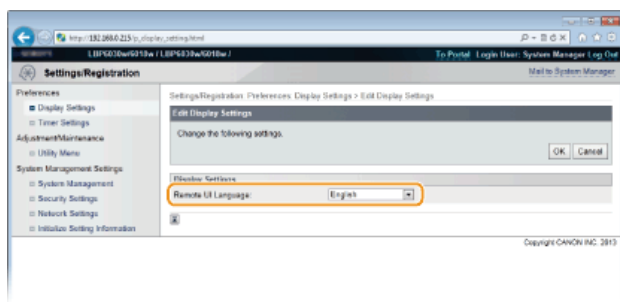 http://192.168.0.215/p_display_setting.html
LBP6030w/6018w / LBP6030w/6018w /
To Portal Login User: System Manager Log Out
Settings/Registration
Mail to System Manager
Preferences
Settings/Registration: Preferences: Display Settings > Edit Display Settings
Display Settings
Edit Display Settings
Timer Settings
Change the following settings.
Adjustment/Maintenance
Utility Menu
OK Cancel
System Management Settings
Display Settings
System Management
Remote UI Language: English
Security Settings
Network Settings
Initialize Setting Information
Copyright CANON INC. 2013